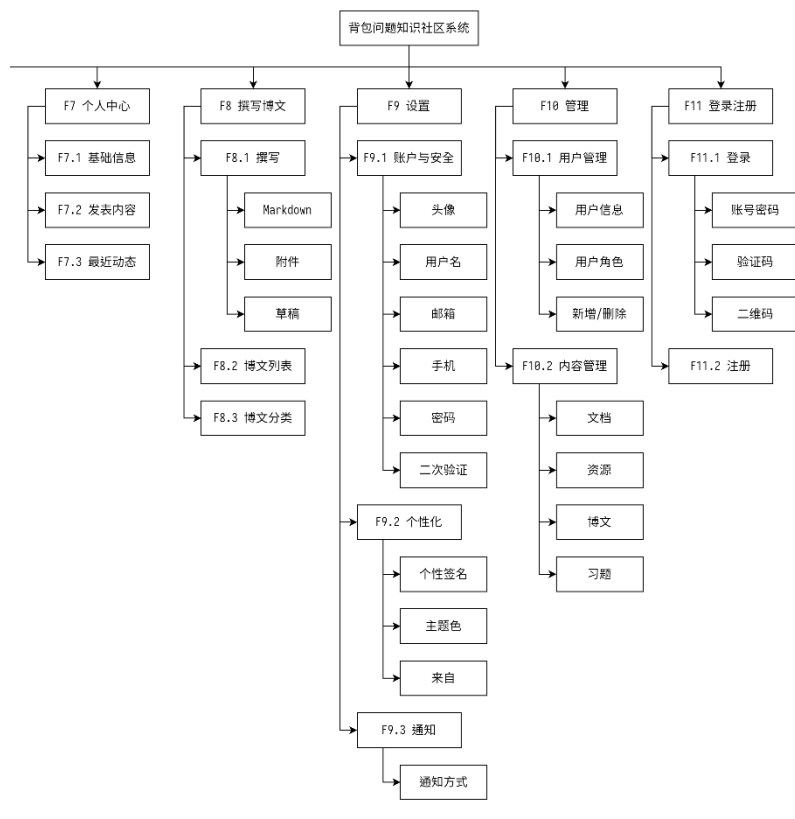 背包问题知识社区系统
F7 个人中心
F7.1 基础信息
F7.2 发表内容
F7.3 最近动态
F8 撰写博文
F8.1 撰写
Markdown
附件
草稿
F8.2 博文列表
F8.3 博文分类
F9 设置
F9.1 账户与安全
头像
用户名
邮箱
手机
密码
二次验证
F9.2 个性化
个性签名
主题色
来自
F9.3 通知
通知方式
F10 管理
F10.1 用户管理
用户信息
用户角色
新增/删除
F10.2 内容管理
文档
资源
博文
习题
F11 登录注册
F11.1 登录
账号密码
验证码
二维码
F11.2 注册